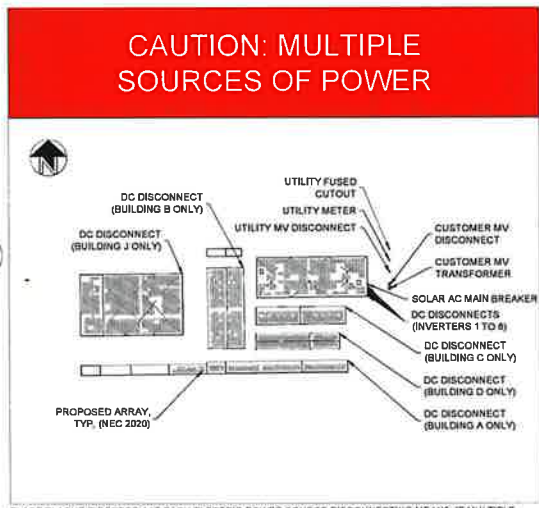 CAUTION: MULTIPLE
SOURCES OF POWER
N
UTILITY FUSED
CUTOUT
UTILITY METER
UTILITY MV DISCONNECT
DC DISCONNECT
(BUILDING B ONLY)
DC DISCONNECT
(BUILDING J ONLY)
CUSTOMER MV
DISCONNECT
CUSTOMER MV
TRANSFORMER
SOLAR AC MAIN BREAKER
DC DISCONNECTS
(INVERTERS 1 TO 6)
DC DISCONNECT
(BUILDING C ONLY)
DC DISCONNECT
(BUILDING D ONLY)
DC DISCONNECT
(BUILDING A ONLY)
PROPOSED ARRAY,
TYP, (NEC 2020)